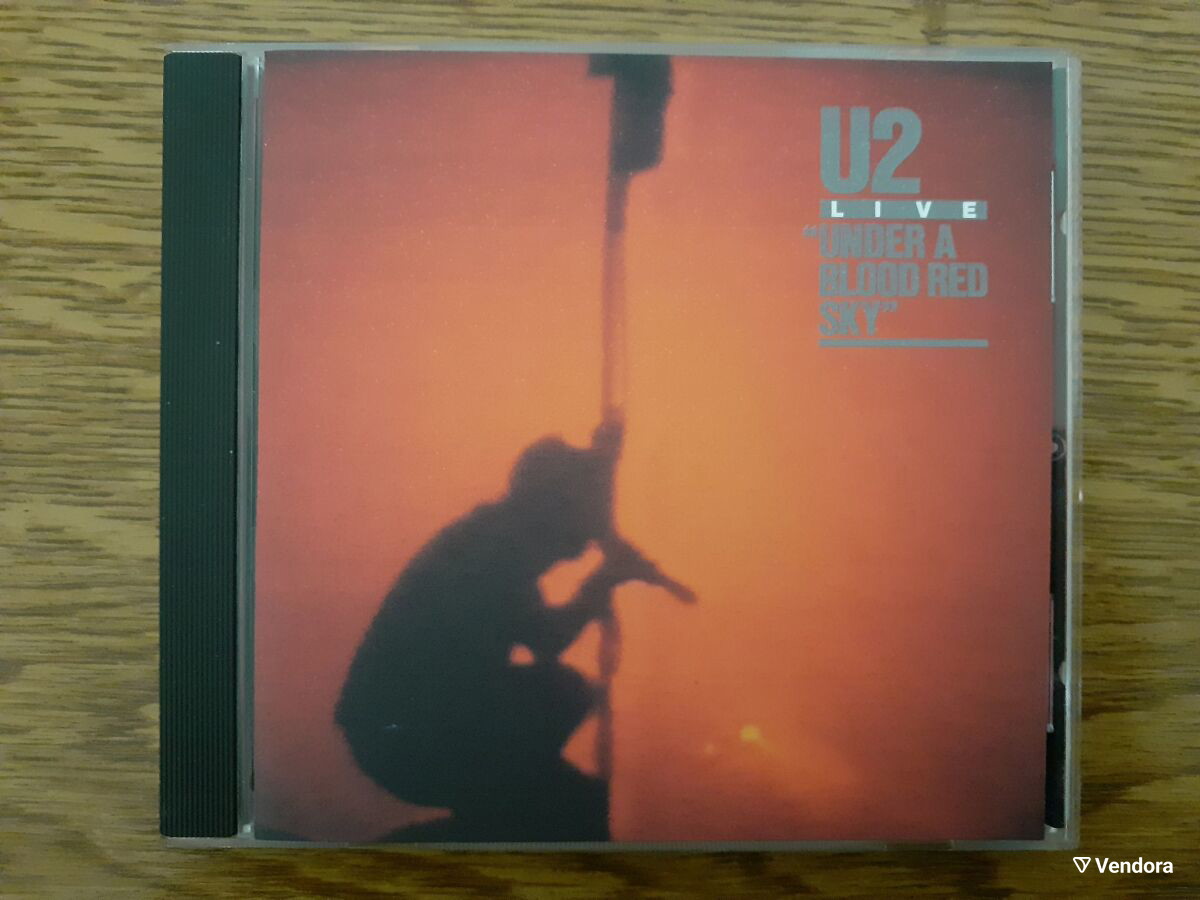 U2
LIVE
“UNDER A
BLOOD RED
SKY”
Vendora